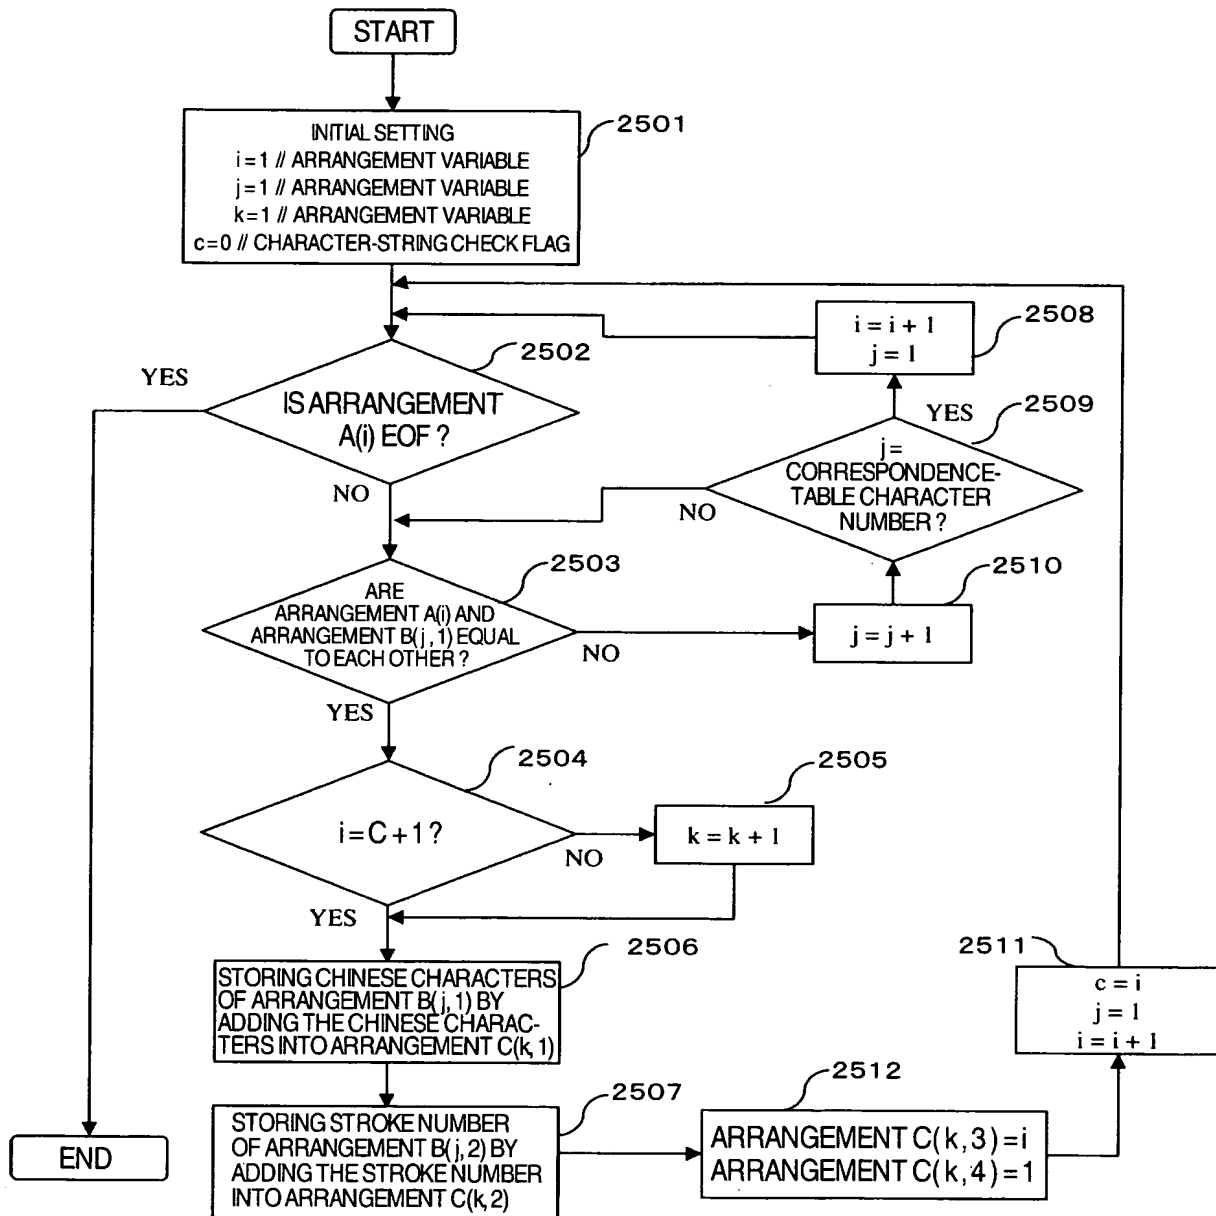 START
2501
INITIAL SETTING
i=1 // ARRANGEMENT VARIABLE
j=1 // ARRANGEMENT VARIABLE
k=1 // ARRANGEMENT VARIABLE
c=0 // CHARACTER-STRING CHECK FLAG
2508
i = i + 1
j = 1
2502
YES
IS ARRANGEMENT
A(i) EOF ?
NO
YES
2509
j=
CORRESPONDENCE-
TABLE CHARACTER
NUMBER ?
NO
2503
ARE
ARRANGEMENT A(i) AND
ARRANGEMENT B(j,1) EQUAL
TO EACH OTHER ?
NO
YES
2510
j = j + 1
2504
i = C + 1 ?
NO
YES
2505
k = k + 1
2506
STORING CHINESE CHARACTERS
OF ARRANGEMENT B(j,1) BY
ADDING THE CHINESE CHARAC-
TERS INTO ARRANGEMENT C(k,1)
2511
c = i
j = 1
i = i + 1
2507
STORING STROKE NUMBER
OF ARRANGEMENT B(j,2) BY
ADDING THE STROKE NUMBER
INTO ARRANGEMENT C(k,2)
2512
ARRANGEMENT C(k,3)=i
ARRANGEMENT C(k,4)=1
END